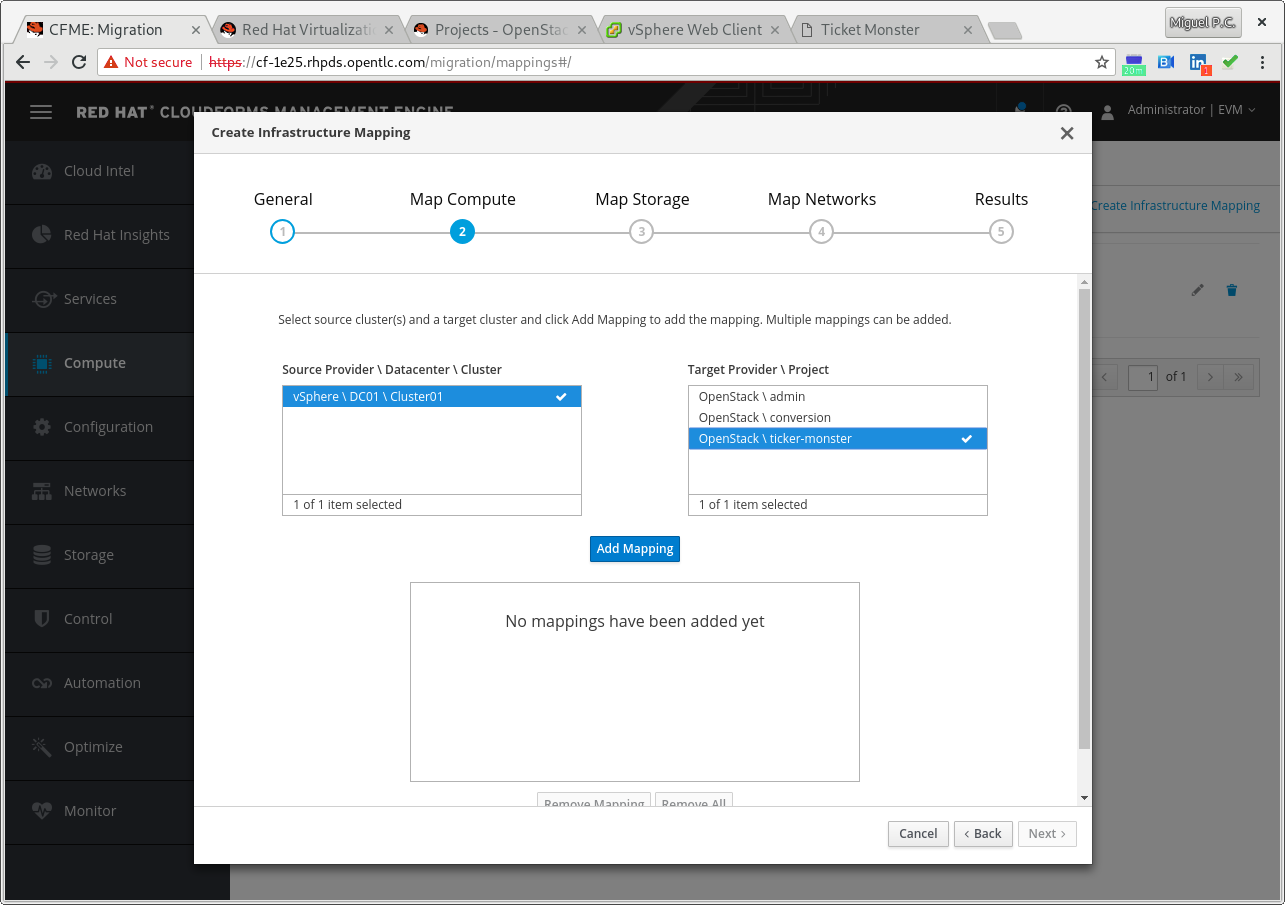 CFME: Migration
Red Hat Virtualizati
Projects - OpenStac
vSphere Web Client
Ticket Monster
Miguel P.C.
Not secure
https://cf-1e25.rhpds.opentlc.com/migration/mappings#/
20m
1
RED HAT CLOUDFORMS MANAGEMENT ENGINE
Administrator | EVM
Create Infrastructure Mapping
Cloud Intel
Red Hat Insights
Services
Compute
Configuration
Networks
Storage
Control
Automation
Optimize
Monitor
Create Infrastructure Mapping
1 of 1
General
Map Compute
Map Storage
Map Networks
Results
1
2
3
4
5
Select source cluster(s) and a target cluster and click Add Mapping to add the mapping. Multiple mappings can be added.
Source Provider \ Datacenter \ Cluster
vSphere \ DC01 \ Cluster01
1 of 1 item selected
Target Provider \ Project
OpenStack \ admin
OpenStack \ conversion
OpenStack \ ticker-monster
1 of 1 item selected
Add Mapping
No mappings have been added yet
Remove Mapping
Remove All
Cancel
‹ Back
Next ›